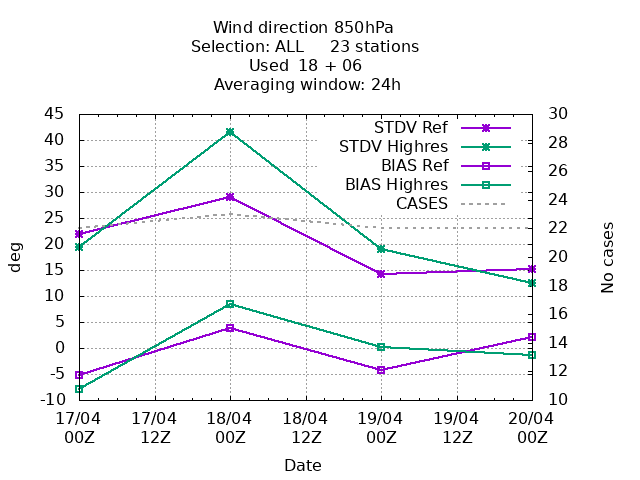 Wind direction 850hPa
Selection: ALL     23 stations
Used  18 + 06
Averaging window: 24h
45
40
35
30
25
20
15
10
5
0
-5
-10
deg
30
28
26
24
22
20
18
16
14
12
10
No cases
STDV Ref
STDV Highres
BIAS Ref
BIAS Highres
CASES
17/04 17/04 18/04 18/04 19/04 19/04 20/04
00Z 12Z 00Z 12Z 00Z 12Z 00Z
Date